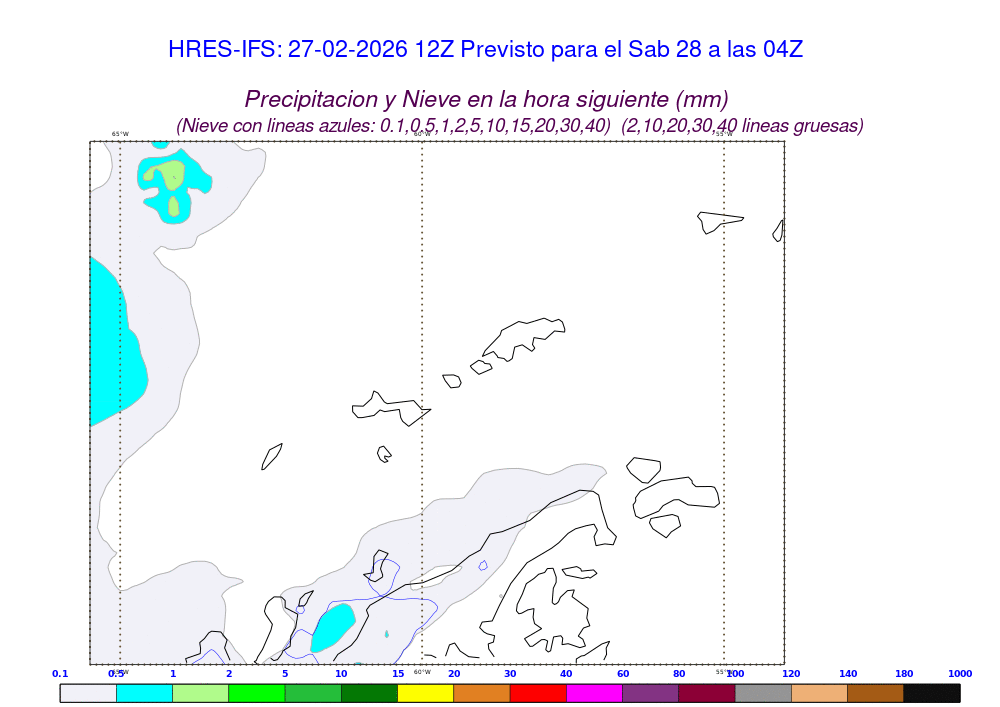 HRES-IFS: 27-02-2026 12Z Previsto para el Sab 28 a las 04Z
Precipitacion y Nieve en la hora siguiente (mm)
(Nieve con lineas azules: 0.1,0.5,1,2,5,10,15,20,30,40)  (2,10,20,30,40 lineas gruesas)
65°W 60°W 55°W
65°W 60°W 55°W
0.1 0.5 1 2 5 10 15 20 30 40 60 80 100 120 140 180 1000